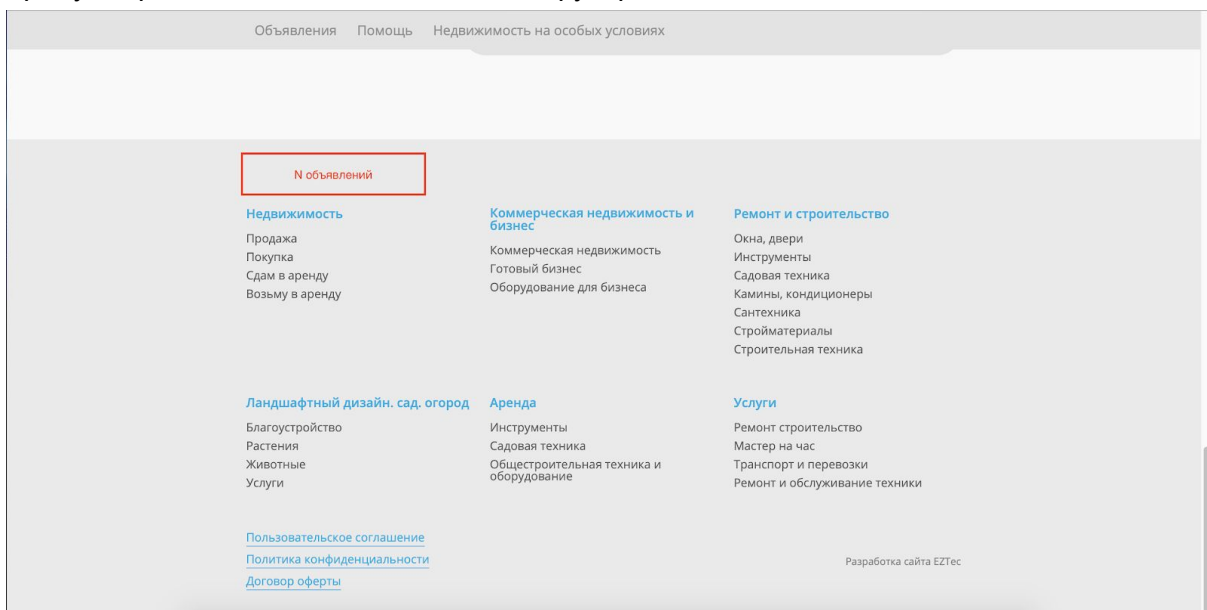 Объявления Помощь Недвижимость на особых условиях
N объявлений
Недвижимость
Продажа
Покупка
Сдам в аренду
Возьму в аренду
Коммерческая недвижимость и
бизнес
Коммерческая недвижимость
Готовый бизнес
Оборудование для бизнеса
Ремонт и строительство
Окна, двери
Инструменты
Садовая техника
Камины, кондиционеры
Сантехника
Стройматериалы
Строительная техника
Ландшафтный дизайн. сад. огород
Благоустройство
Растения
Животные
Услуги
Аренда
Инструменты
Садовая техника
Общестроительная техника и
оборудование
Услуги
Ремонт строительство
Мастер на час
Транспорт и перевозки
Ремонт и обслуживание техники
Пользовательское соглашение
Политика конфиденциальности
Договор оферты
Разработка сайта EZTec